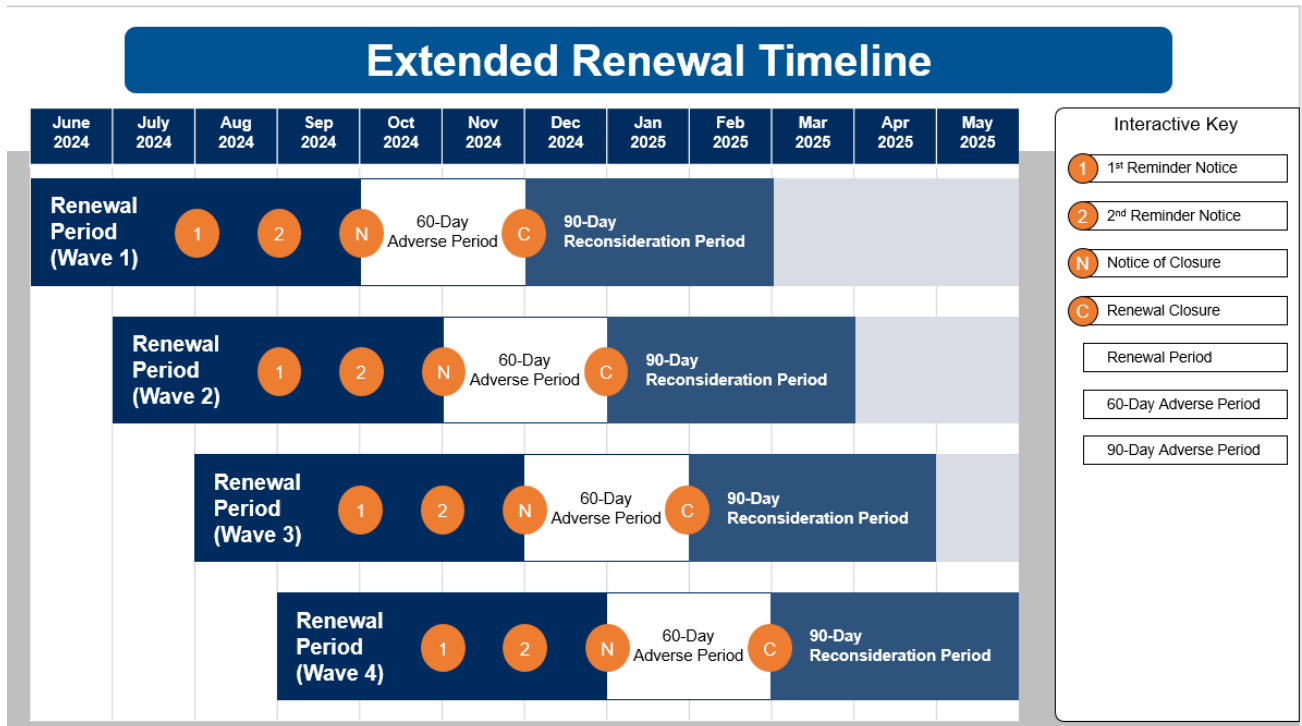 Extended Renewal Timeline
June
2024
July
2024
Aug
2024
Sep
2024
Oct
2024
Nov
2024
Dec
2024
Jan
2025
Feb
2025
Mar
2025
Apr
2025
May
2025
Renewal
Period
(Wave 1)
1
2
N
60-Day
Adverse Period
C
90-Day
Reconsideration Period
Renewal
Period
(Wave 2)
1
2
N
60-Day
Adverse Period
C
90-Day
Reconsideration Period
Renewal
Period
(Wave 3)
1
2
N
60-Day
Adverse Period
C
90-Day
Reconsideration Period
Renewal
Period
(Wave 4)
1
2
N
60-Day
Adverse Period
C
90-Day
Reconsideration Period
Interactive Key
1 1st Reminder Notice
2 2nd Reminder Notice
N Notice of Closure
C Renewal Closure
Renewal Period
60-Day Adverse Period
90-Day Adverse Period